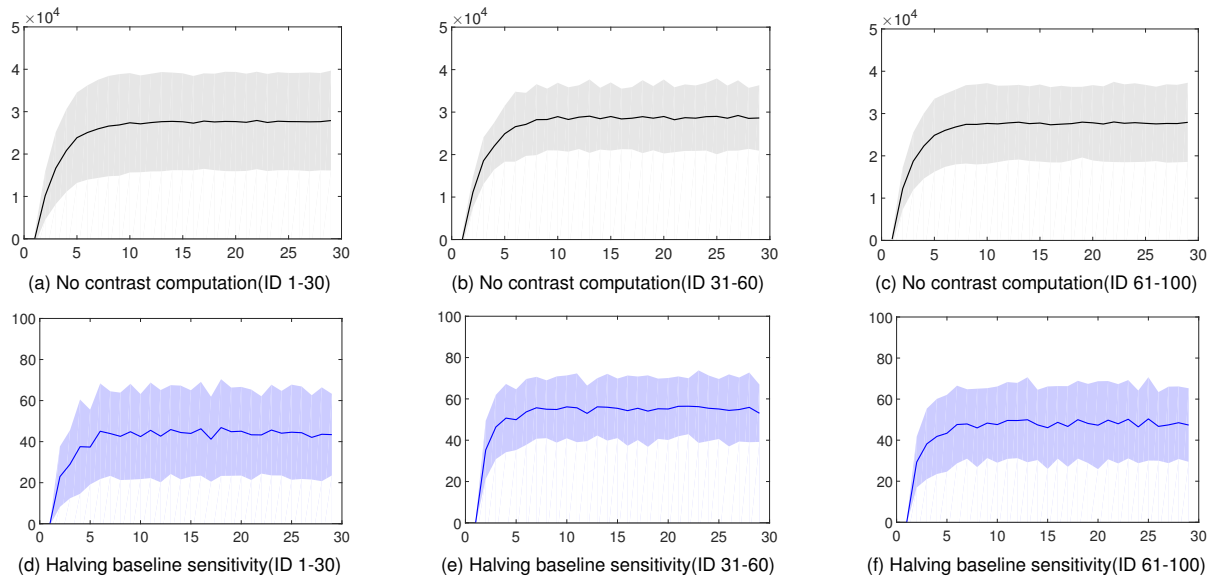 ×10⁴ ×10⁴ ×10⁴
5 5 5
4 4 4
3 3 3
2 2 2
1 1 1
0 0 0
0 5 10 15 20 25 30 0 5 10 15 20 25 30 0 5 10 15 20 25 30
(a) No contrast computation(ID 1-30) (b) No contrast computation(ID 31-60) (c) No contrast computation(ID 61-100)
100 100 100
80 80 80
60 60 60
40 40 40
20 20 20
0 0 0
0 5 10 15 20 25 30 0 5 10 15 20 25 30 0 5 10 15 20 25 30
(d) Halving baseline sensitivity(ID 1-30) (e) Halving baseline sensitivity(ID 31-60) (f) Halving baseline sensitivity(ID 61-100)